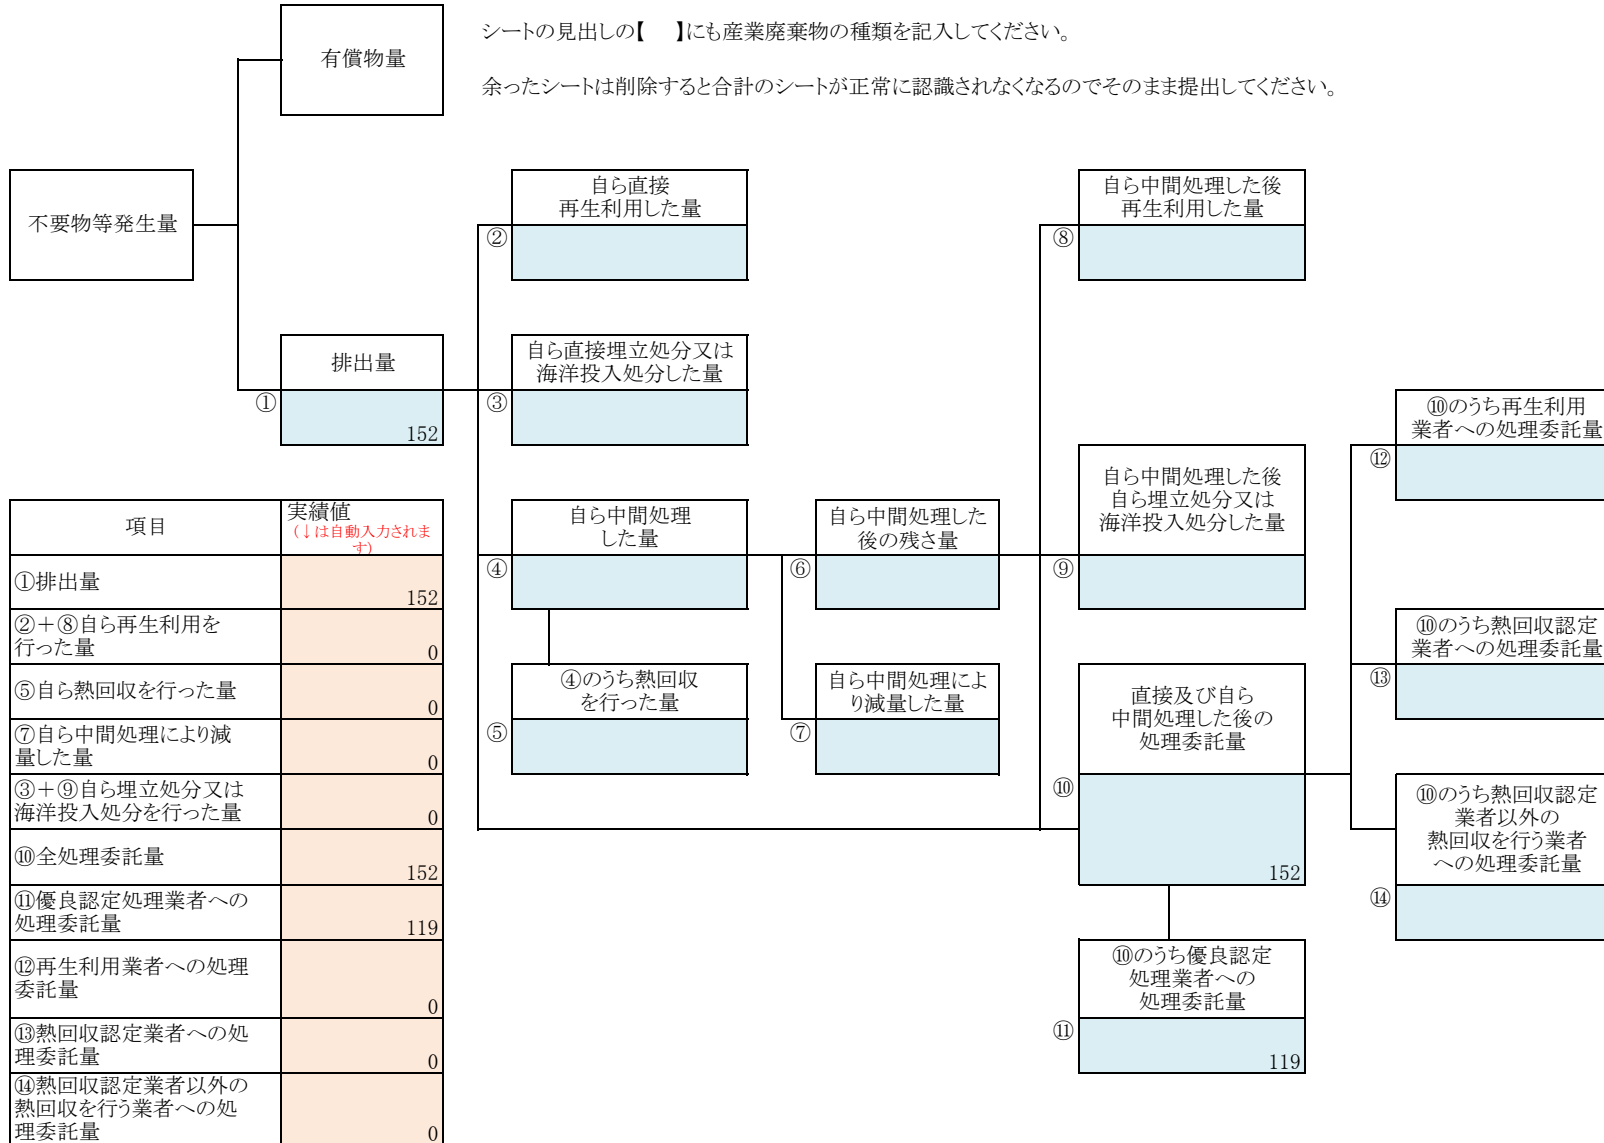 シートの見出しの【　】にも産業廃棄物の種類を記入してください。
有償物量
余ったシートは削除すると合計のシートが正常に認識されなくなるのでそのまま提出してください。
不要物等発生量
自ら直接
再生利用した量
②
自ら中間処理した後
再生利用した量
⑧
排出量
①
152
自ら直接埋立処分又は
海洋投入処分した量
③
⑩のうち再生利用
業者への処理委託量
⑫
自ら中間処理した後
自ら埋立処分又は
海洋投入処分した量
⑨
自ら中間処理
した量
④
自ら中間処理した
後の残さ量
⑥
⑩のうち熱回収認定
業者への処理委託量
⑬
④のうち熱回収
を行った量
⑤
自ら中間処理によ
り減量した量
⑦
直接及び自ら
中間処理した後の
処理委託量
⑩
152
⑩のうち熱回収認定
業者以外の
熱回収を行う業者
への処理委託量
⑭
⑩のうち優良認定
処理業者への
処理委託量
⑪
119
項目
実績値
(↓は自動入力されま
す)
①排出量
152
②＋⑧自ら再生利用を
行った量
0
⑤自ら熱回収を行った量
0
⑦自ら中間処理により減
量した量
0
③＋⑨自ら埋立処分又は
海洋投入処分を行った量
0
⑩全処理委託量
152
⑪優良認定処理業者への
処理委託量
119
⑫再生利用業者への処理
委託量
0
⑬熱回収認定業者への処
理委託量
0
⑭熱回収認定業者以外の
熱回収を行う業者への処
理委託量
0